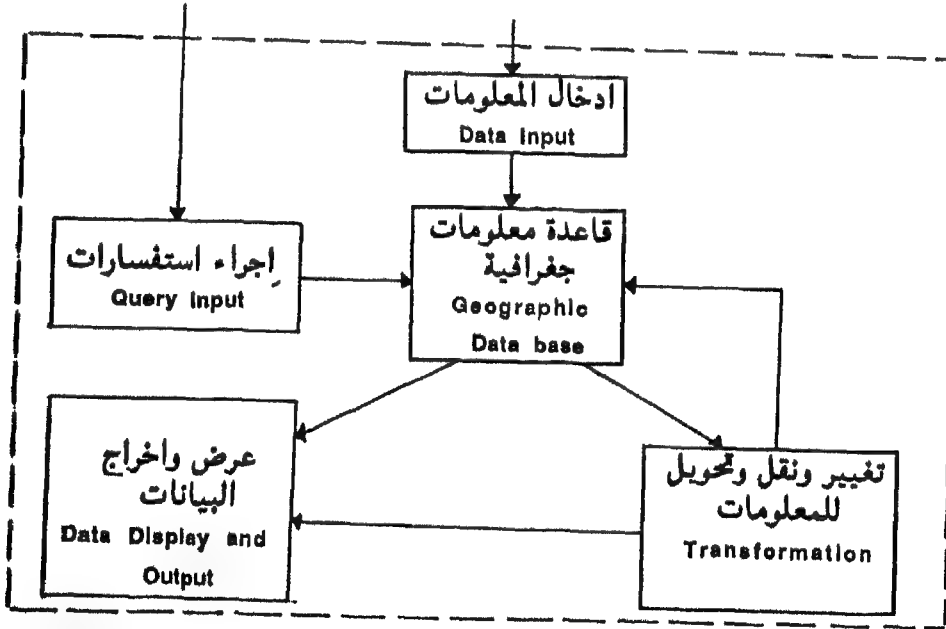 ادخال المعلومات
Data Input
قاعدة معلومات
جغرافية
Geographic
Data base
إجراء استفسارات
Query Input
عرض واخراج
البيانات
Data Display and
Output
تغيير ونقل وتحويل
للمعلومات
Transformation